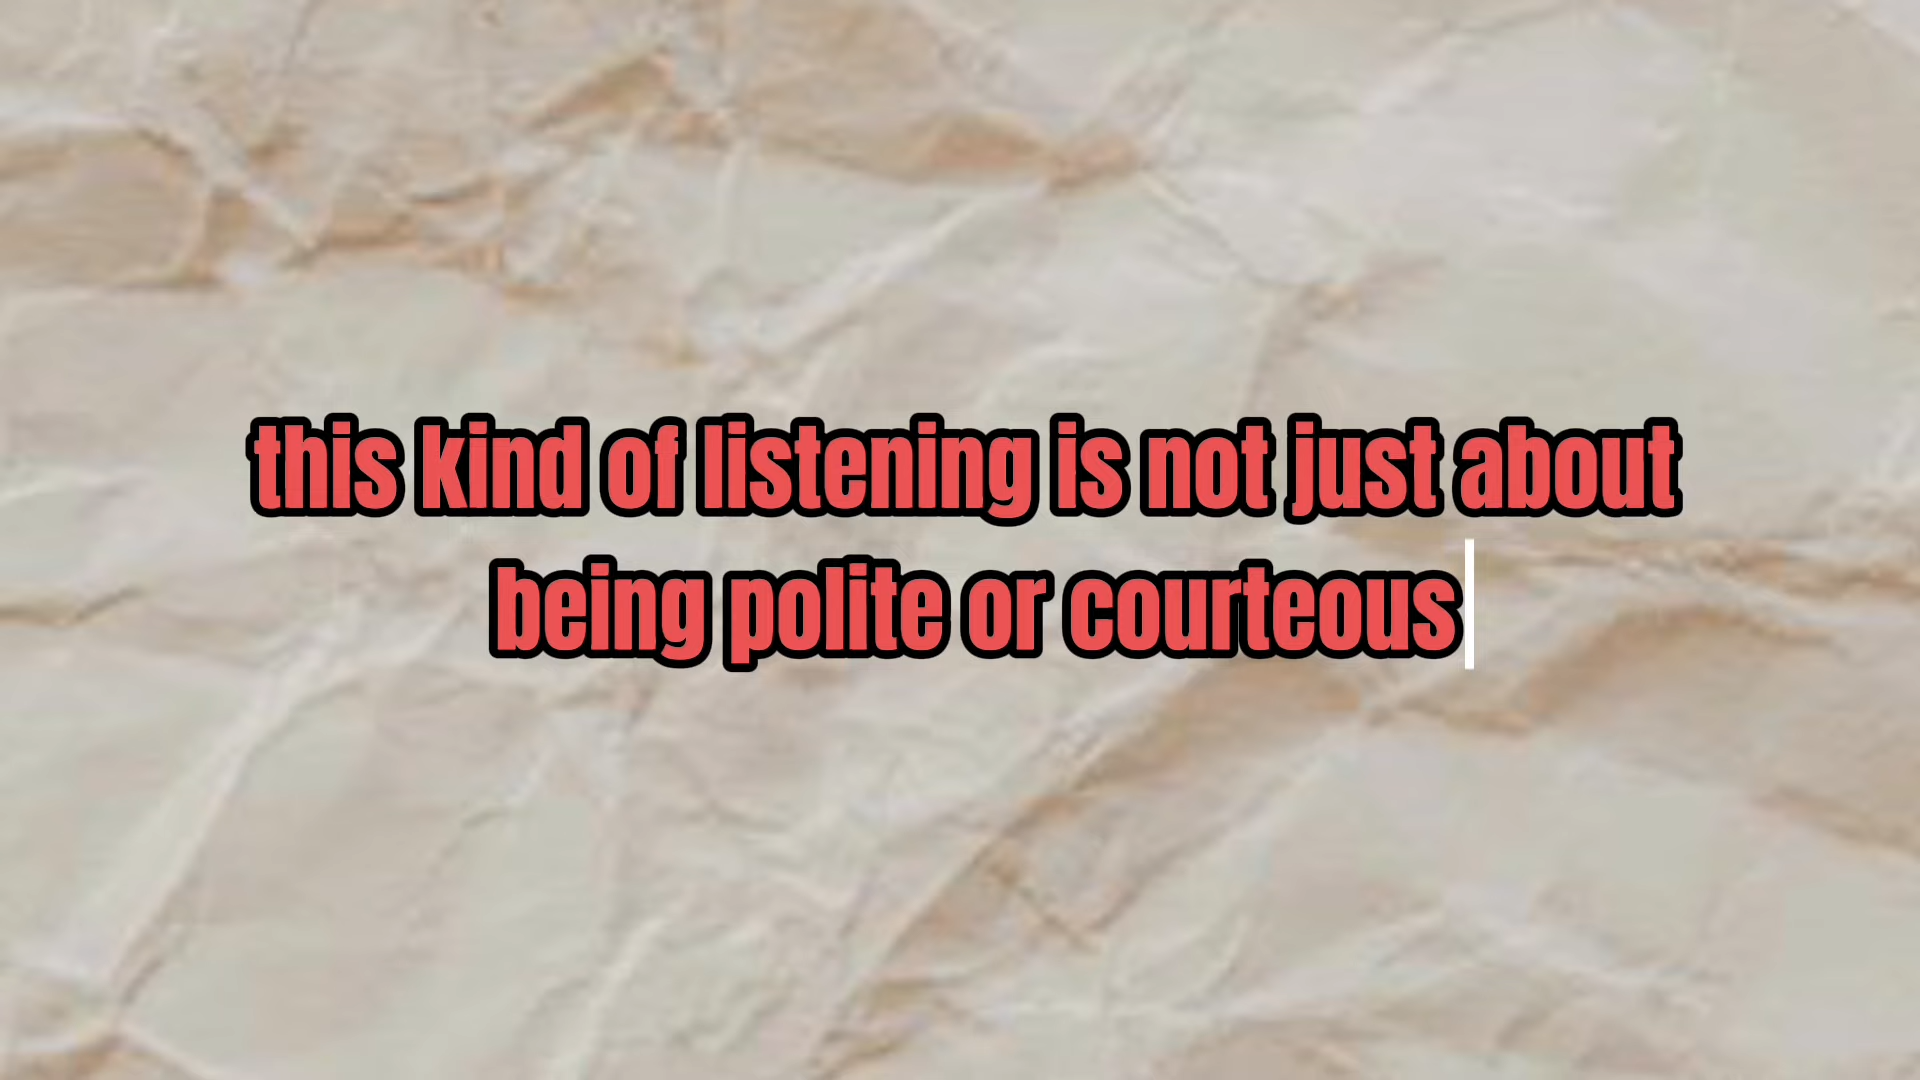 this kind of listening is not just about
being polite or courteous